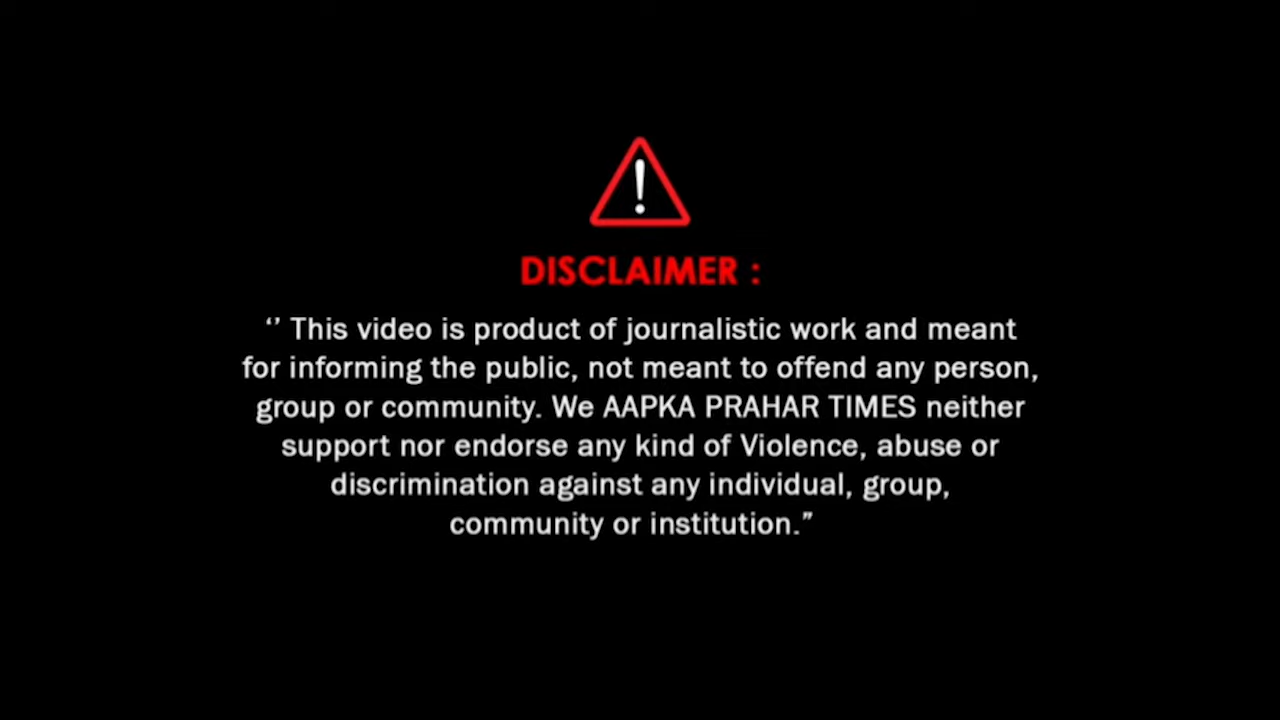 !
DISCLAIMER :
‘’ This video is product of journalistic work and meant
for informing the public, not meant to offend any person,
group or community. We AAPKA PRAHAR TIMES neither
support nor endorse any kind of Violence, abuse or
discrimination against any individual, group,
community or institution.”